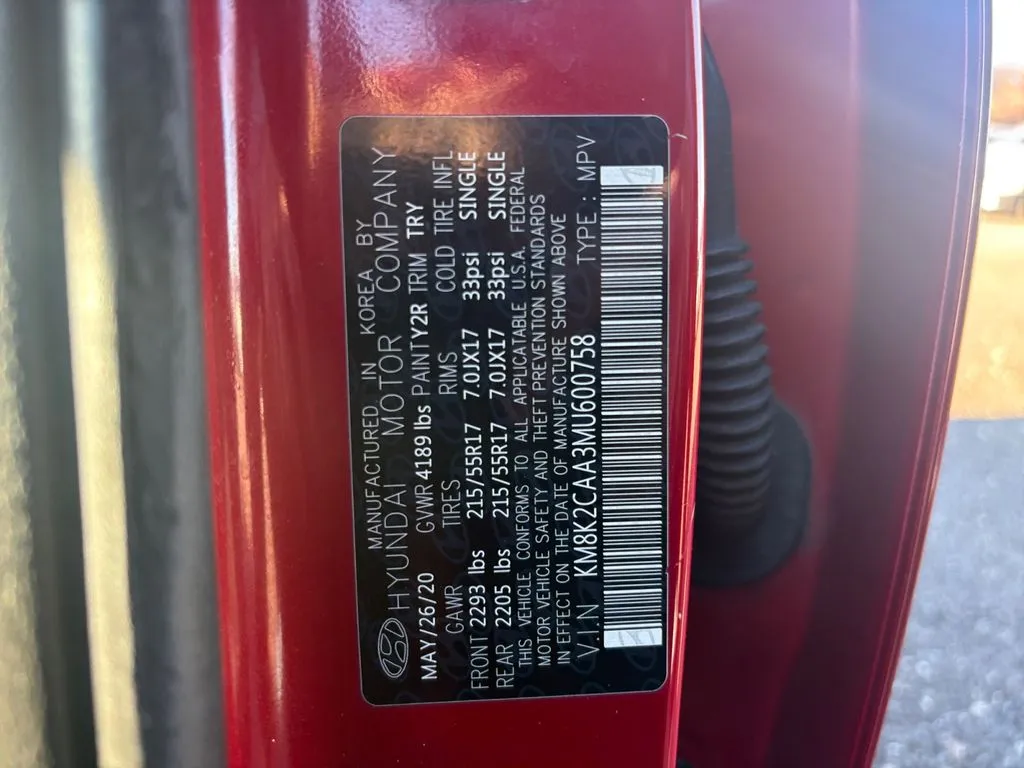 MANUFACTURED IN KOREA BY
HYUNDAI MOTOR COMPANY
MAY/26/20 GVWR 4189 lbs PAINT Y2R TRIM TRY
GAWR TIRES RIMS COLD TIRE INFL
FRONT 2293 lbs 215/55R17 7.0JX17 33psi SINGLE
REAR 2205 lbs 215/55R17 7.0JX17 33psi SINGLE
THIS VEHICLE CONFORMS TO ALL APPLICATABLE U.S.A. FEDERAL
MOTOR VEHICLE SAFETY AND THEFT PREVENTION STANDARDS
IN EFFECT ON THE DATE OF MANUFACTURE SHOWN ABOVE
VIN KM8K2CAA3MU600758 TYPE : MPV